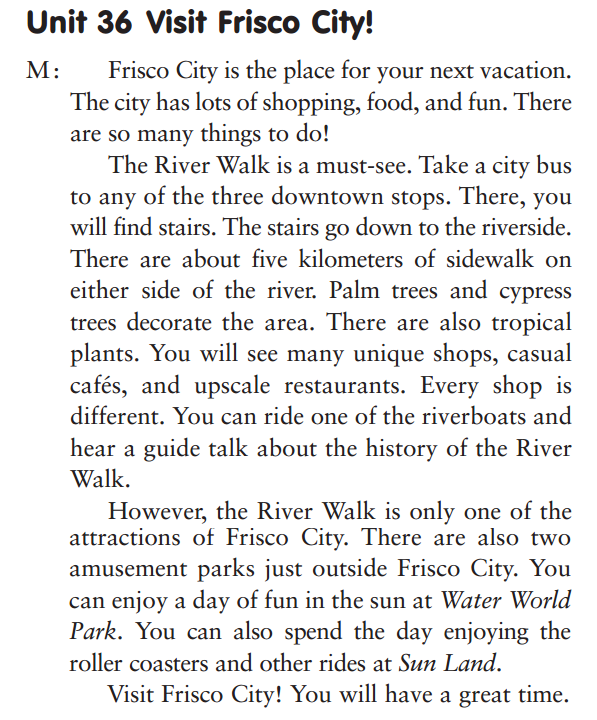 Unit 36 Visit Frisco City!
M: Frisco City is the place for your next vacation.
The city has lots of shopping, food, and fun. There
are so many things to do!
The River Walk is a must-see. Take a city bus
to any of the three downtown stops. There, you
will find stairs. The stairs go down to the riverside.
There are about five kilometers of sidewalk on
either side of the river. Palm trees and cypress
trees decorate the area. There are also tropical
plants. You will see many unique shops, casual
cafés, and upscale restaurants. Every shop is
different. You can ride one of the riverboats and
hear a guide talk about the history of the River
Walk.
However, the River Walk is only one of the
attractions of Frisco City. There are also two
amusement parks just outside Frisco City. You
can enjoy a day of fun in the sun at Water World
Park. You can also spend the day enjoying the
roller coasters and other rides at Sun Land.
Visit Frisco City! You will have a great time.